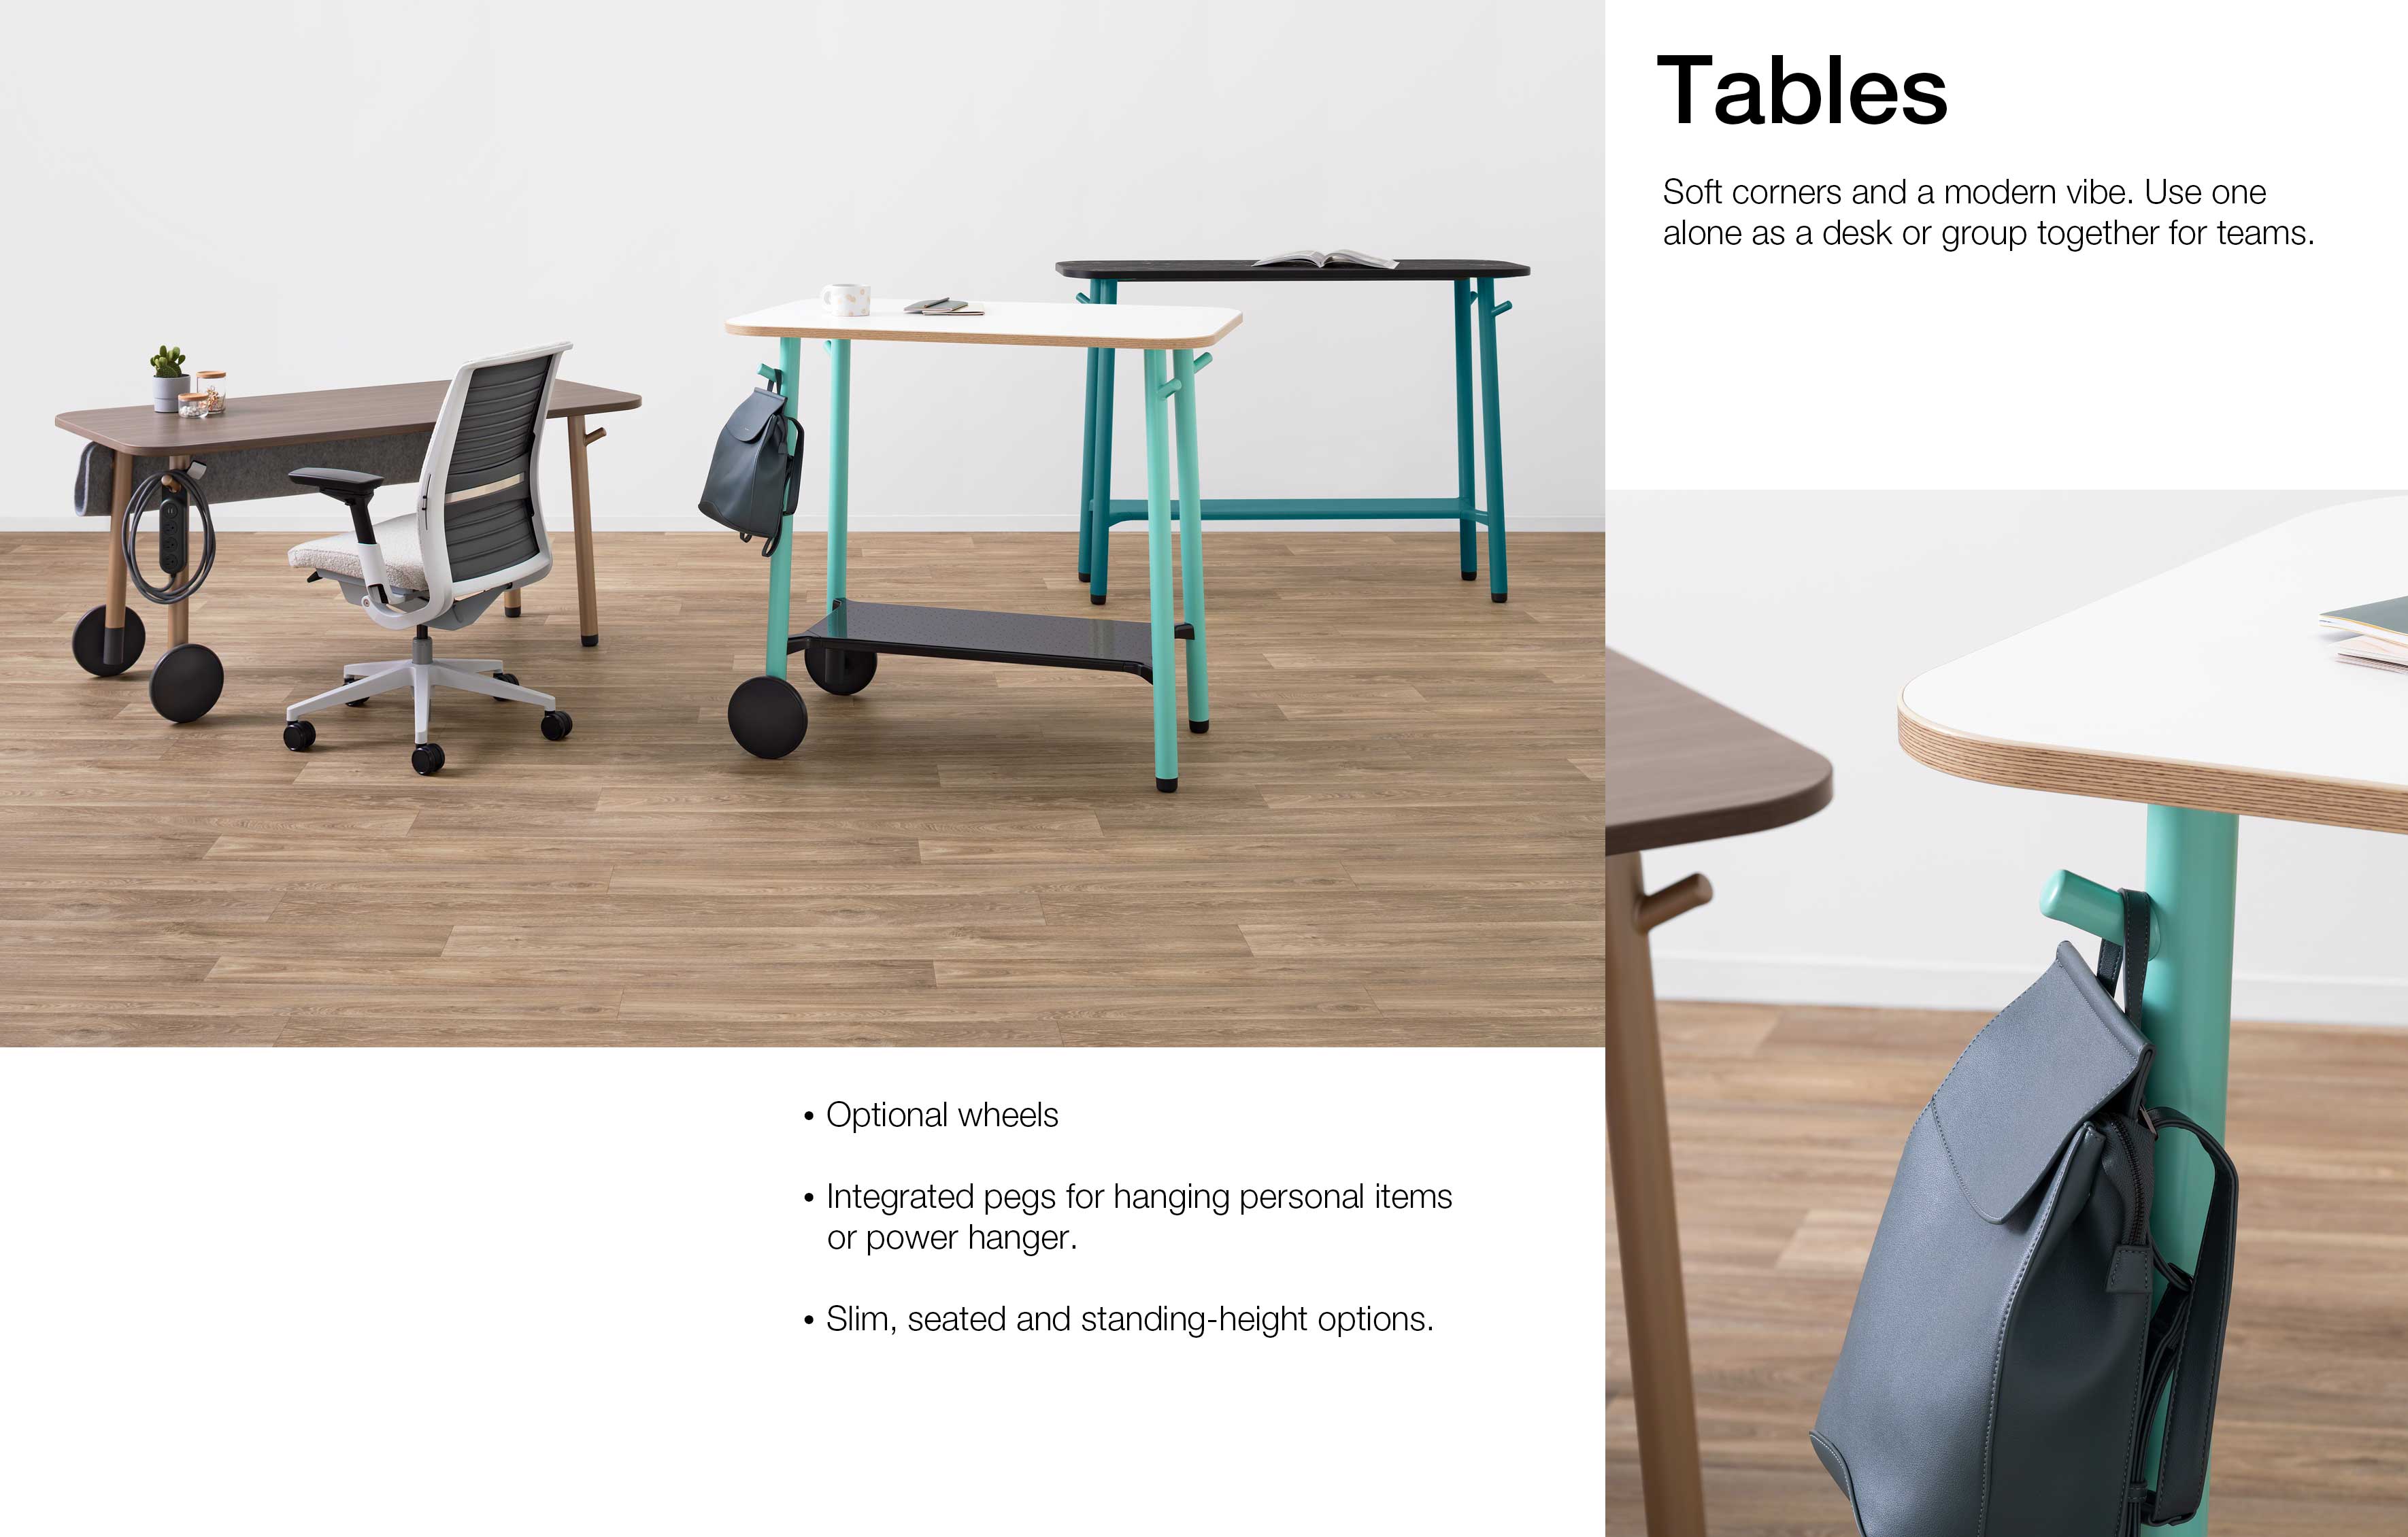 Tables
Soft corners and a modern vibe. Use one
alone as a desk or group together for teams.
• Optional wheels
• Integrated pegs for hanging personal items
or power hanger.
• Slim, seated and standing-height options.